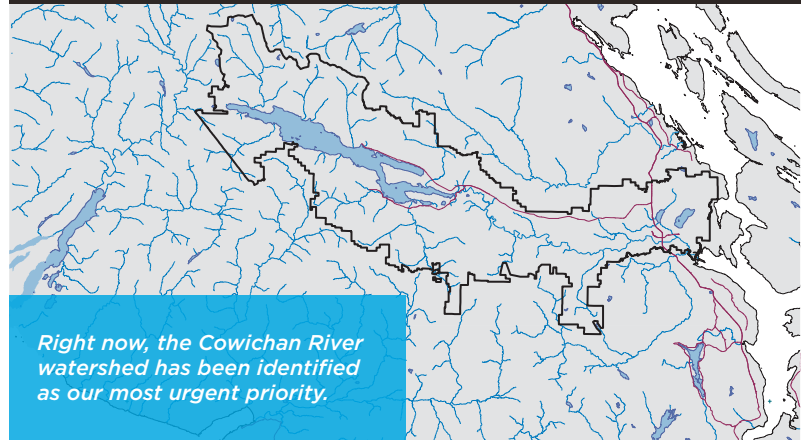 Right now, the Cowichan River
watershed has been identified
as our most urgent priority.